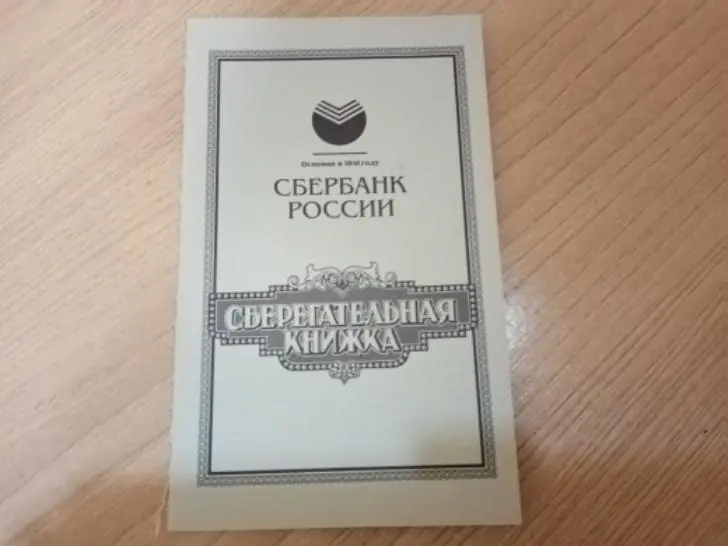 Основан в 1841 году
СБЕРБАНК
РОССИИ
СБЕРЕГАТЕЛЬНАЯ
КНИЖКА